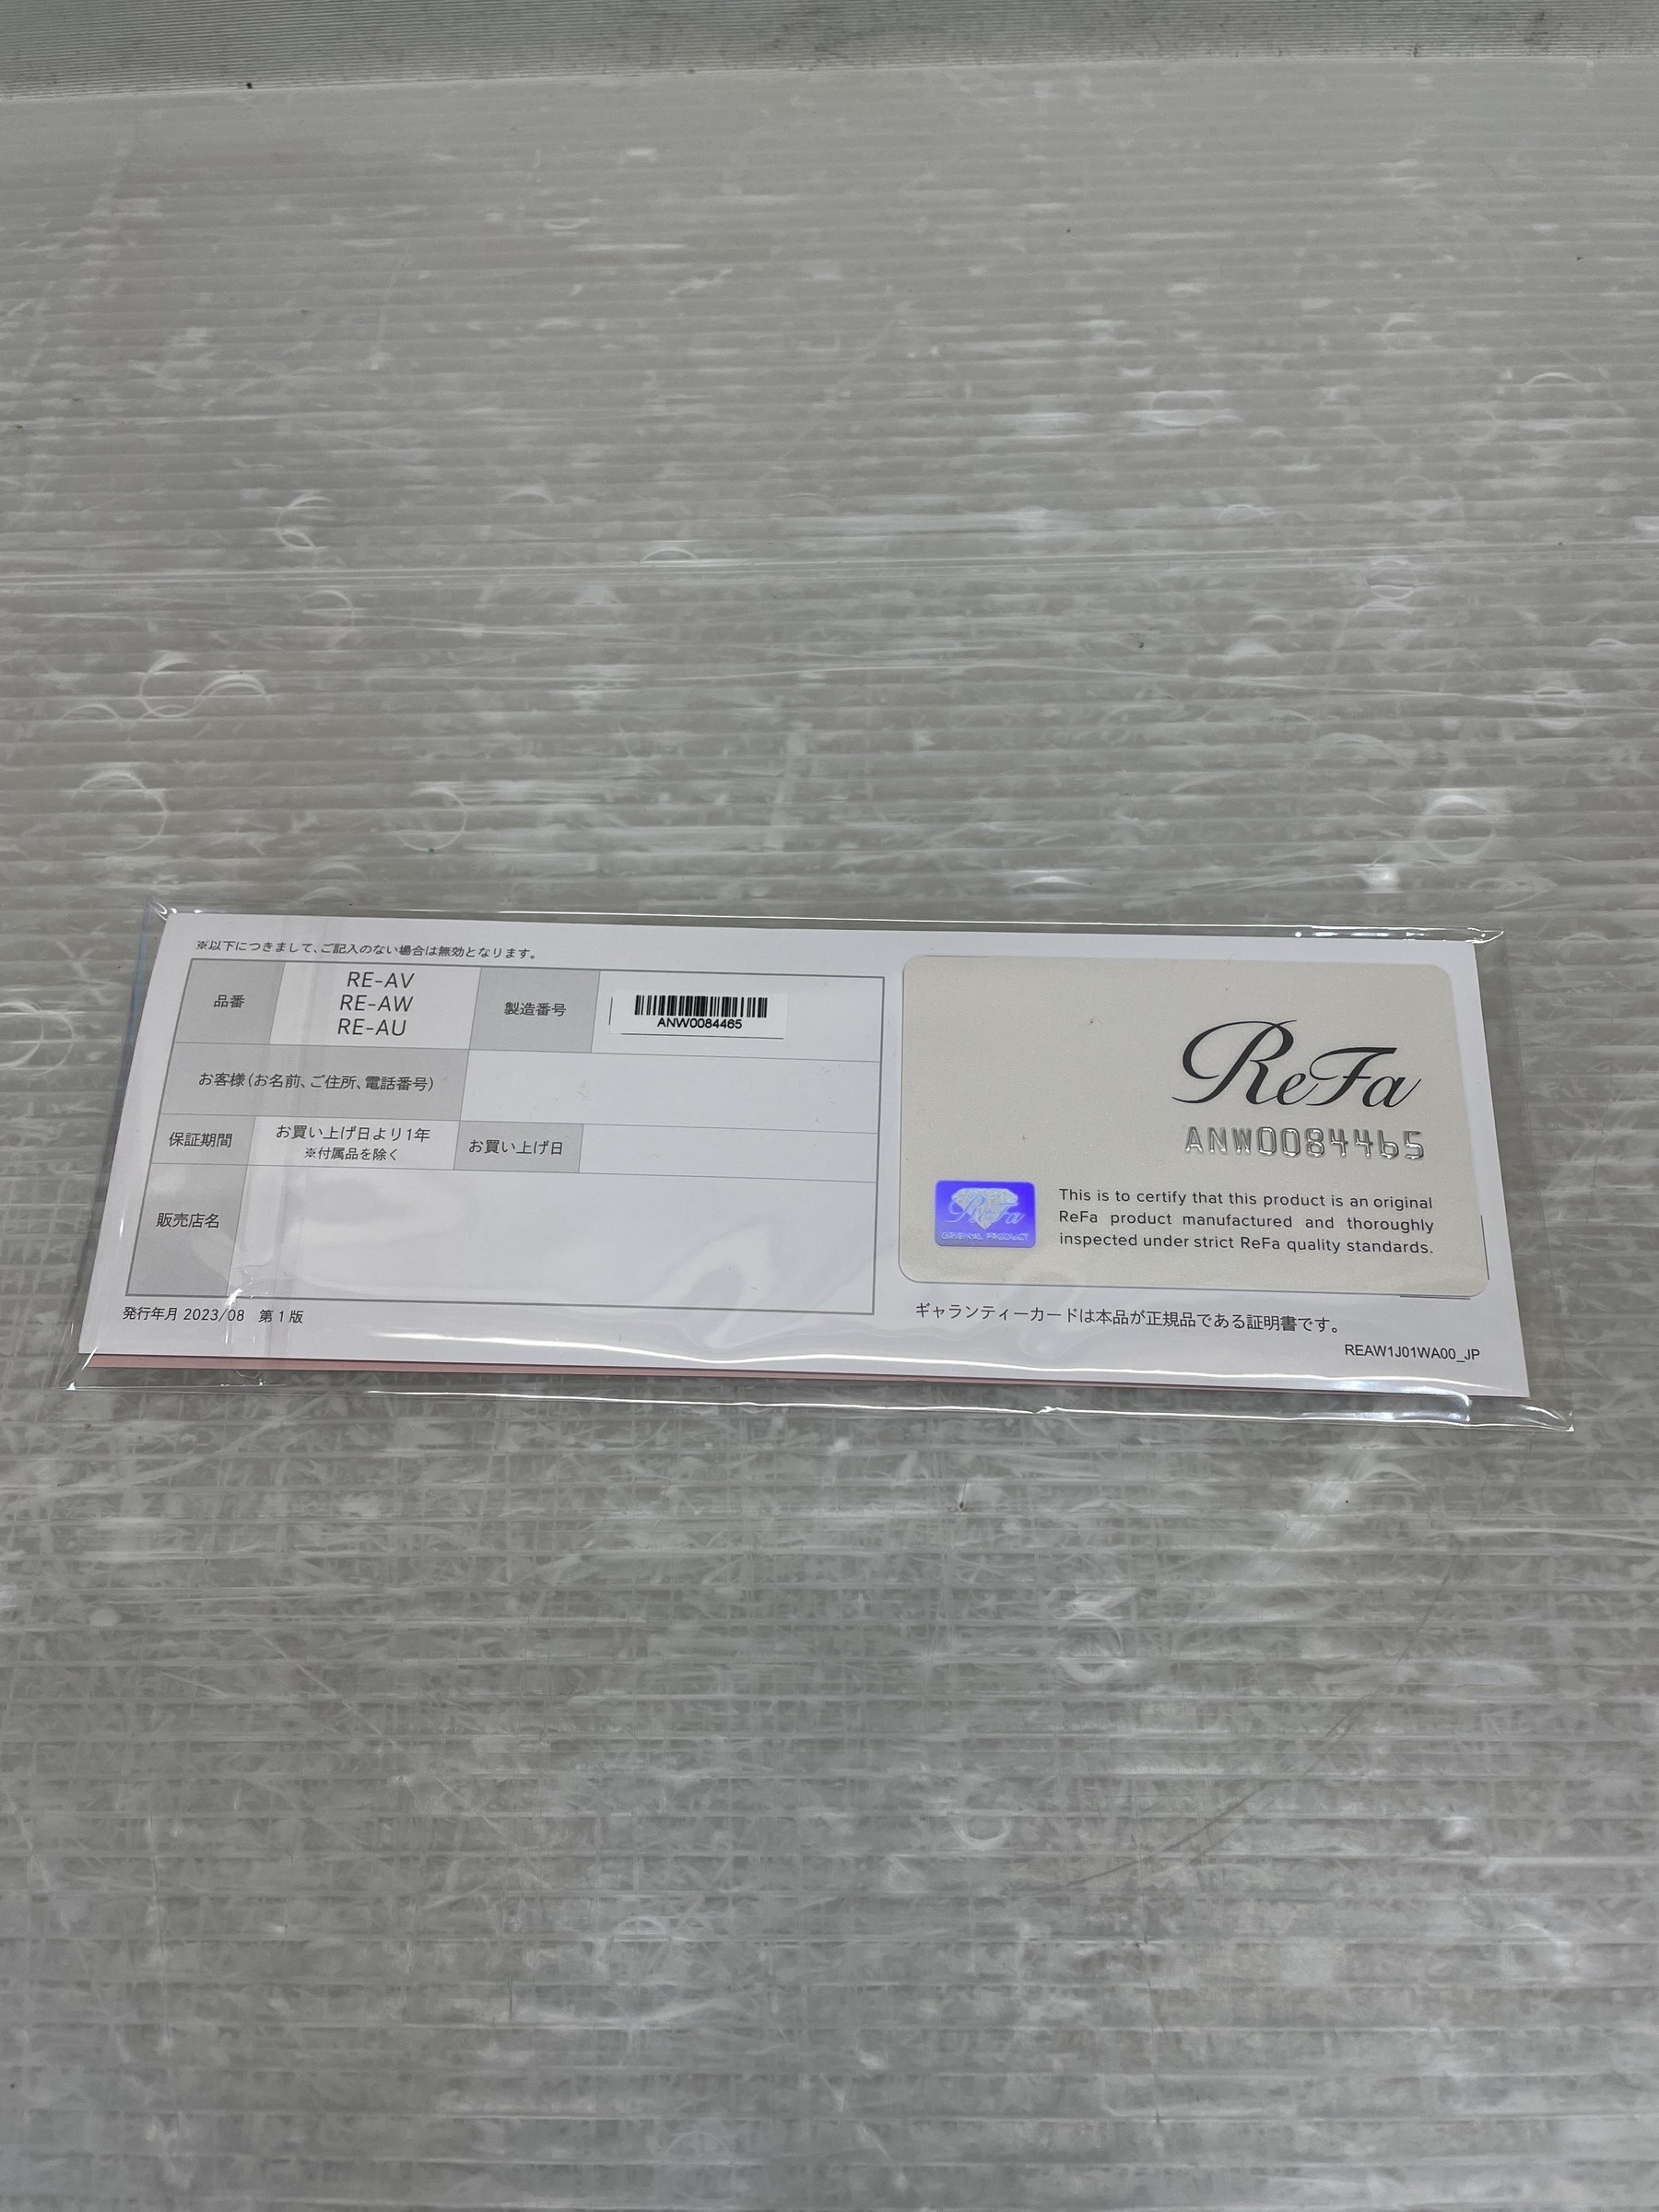 ※以下につきまして、ご記入のない場合は無効となります。
品番
RE-AV
RE-AW
RE-AU
製造番号
ANW0084465
お客様(お名前、ご住所、電話番号)
保証期間
お買い上げ日より1年
※付属品を除く
お買い上げ日
販売店名
発行年月 2023/08 第1版
ReFa
ANW0084465
ReFa
ORIGINAL PRODUCT
This is to certify that this product is an original
ReFa product manufactured and thoroughly
inspected under strict ReFa quality standards.
ギャランティーカードは本品が正規品である証明書です。
REAW1J01WA00_JP